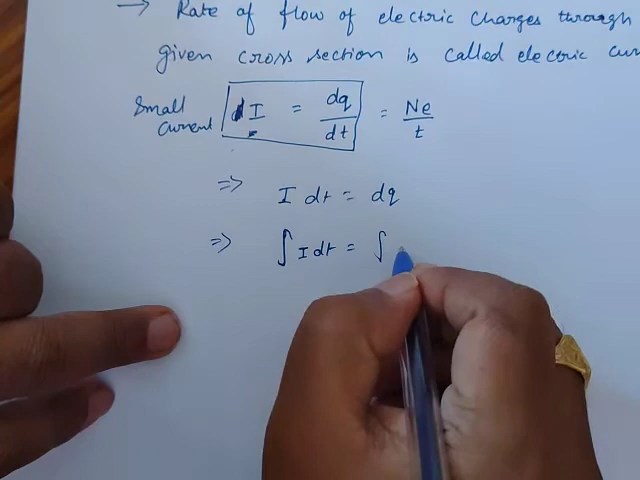 → Rate of flow of electric charges through
given cross section is called electric cur
Small current dI = dq/dt = Ne/t
=> I dt = dq
=> ∫ I dt = ∫